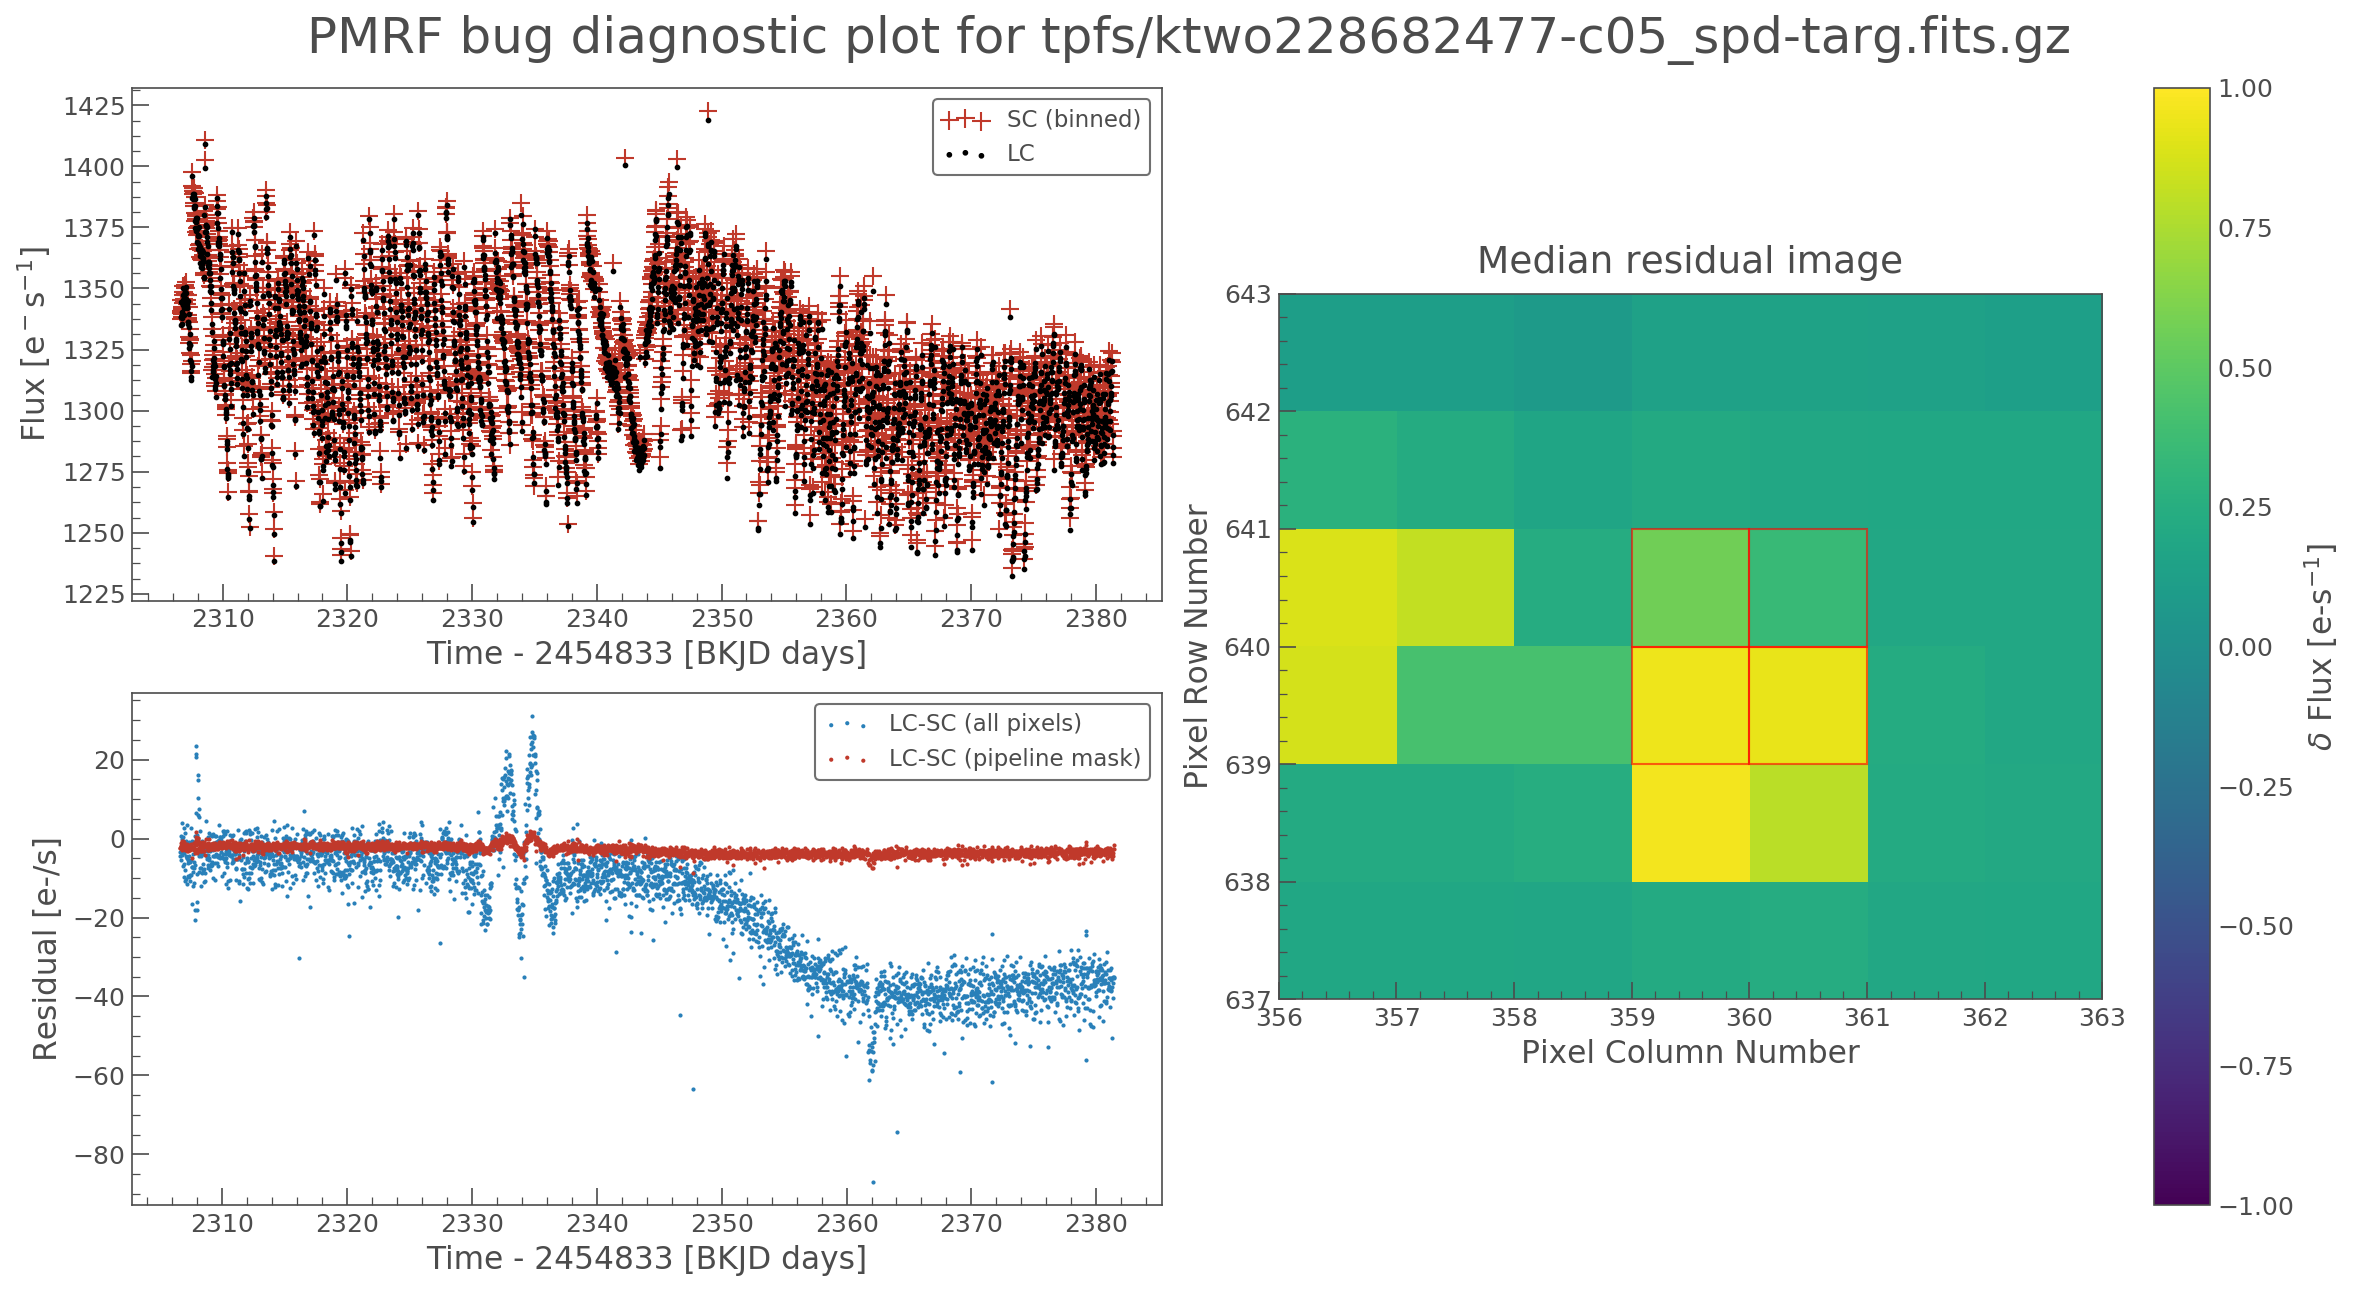 PMRF bug diagnostic plot for tpfs/ktwo228682477-c05_spd-targ.fits.gz
1425
1400
1375
1350
1325
1300
1275
1250
1225
Flux [e⁻ s⁻¹]
SC (binned)
LC
2310 2320 2330 2340 2350 2360 2370 2380
Time - 2454833 [BKJD days]
20
0
−20
−40
−60
−80
Residual [e-/s]
LC-SC (all pixels)
LC-SC (pipeline mask)
2310 2320 2330 2340 2350 2360 2370 2380
Time - 2454833 [BKJD days]
Median residual image
643
642
641
640
639
638
637
Pixel Row Number
356 357 358 359 360 361 362 363
Pixel Column Number
1.00
0.75
0.50
0.25
0.00
−0.25
−0.50
−0.75
−1.00
δ Flux [e-s⁻¹]